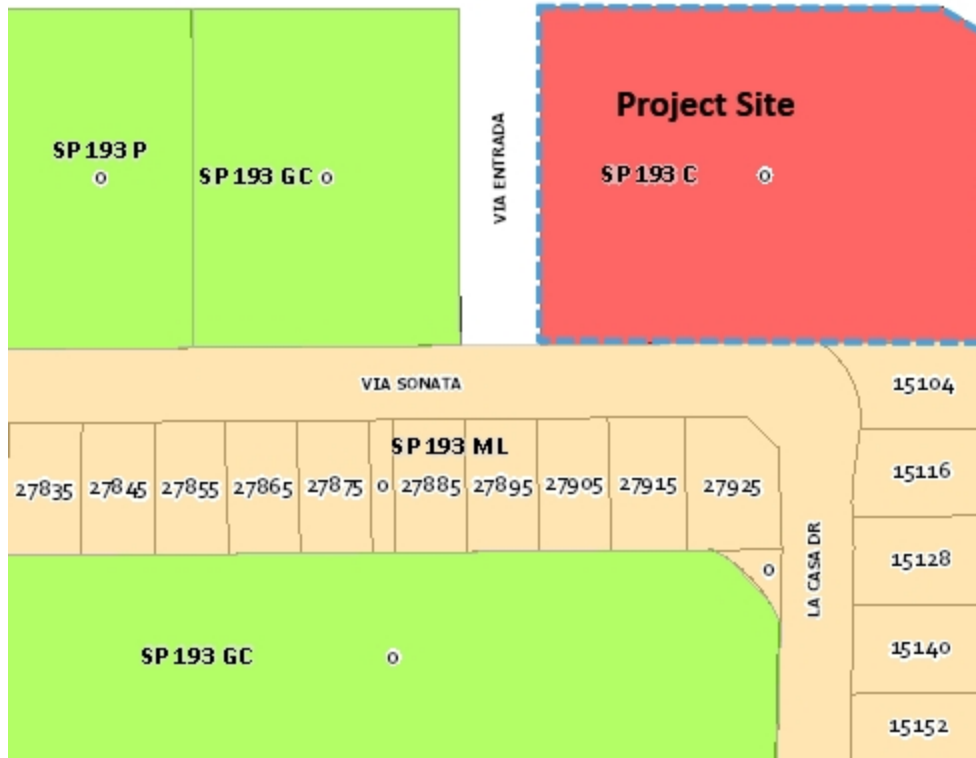 Project Site
SP 193 P
o
SP 193 GC o
VIA ENTRADA
SP 193 C o
VIA SONATA
15104
SP 193 ML
27835 27845 27855 27865 27875 o 27885 27895 27905 27915 27925
15116
o
LA CASA DR
15128
SP 193 GC o
15140
15152